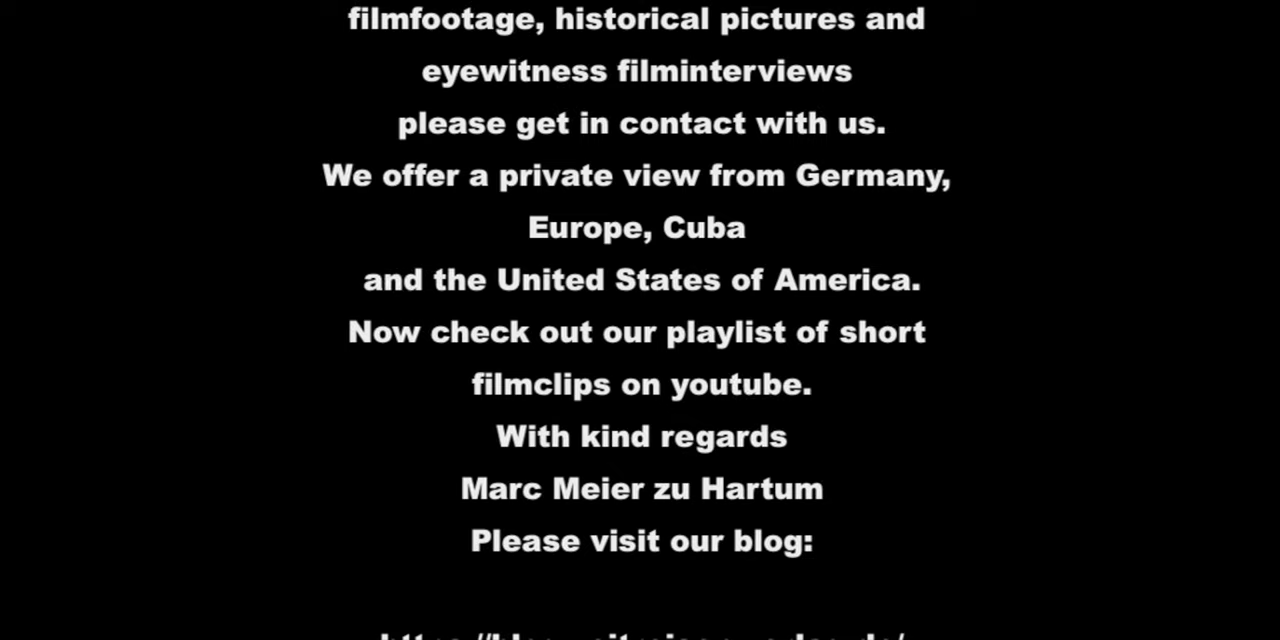 filmfootage, historical pictures and
eyewitness filminterviews
please get in contact with us.
We offer a private view from Germany,
Europe, Cuba
and the United States of America.
Now check out our playlist of short
filmclips on youtube.
With kind regards
Marc Meier zu Hartum
Please visit our blog: